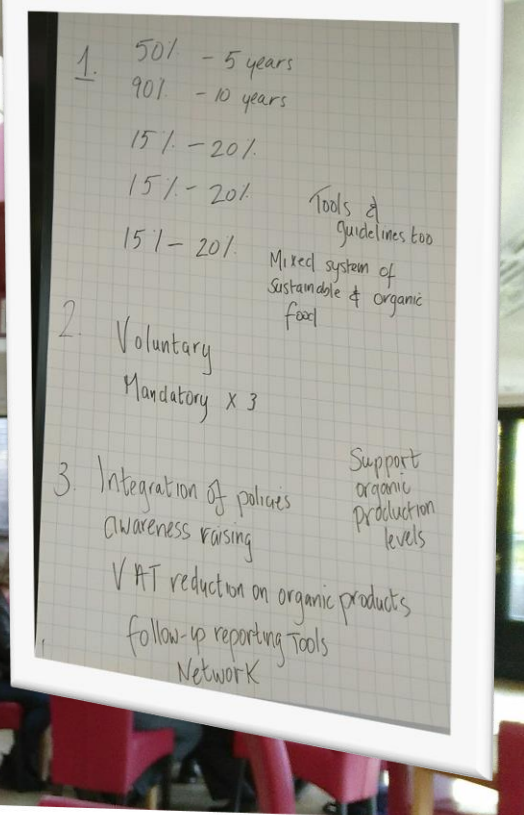 1. 50% - 5 years
90% - 10 years
15% - 20%
15% - 20%
Tools &
guidelines too
15% - 20%
Mixed system of
Sustainable & organic
food
2. Voluntary
Mandatory x 3
3. Integration of policies
awareness raising
Support
organic
production
levels
VAT reduction on organic products
follow-up reporting Tools
Network